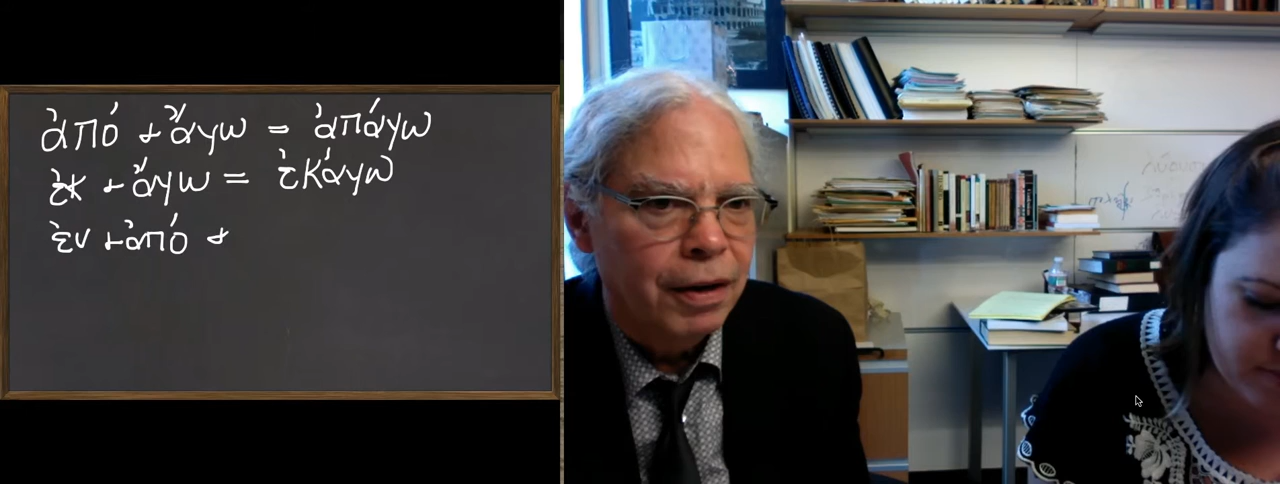 ἀπό + ἄγω = ἀπάγω
ἐκ + ἄγω = ἐκάγω
ἐν + ἀπό +